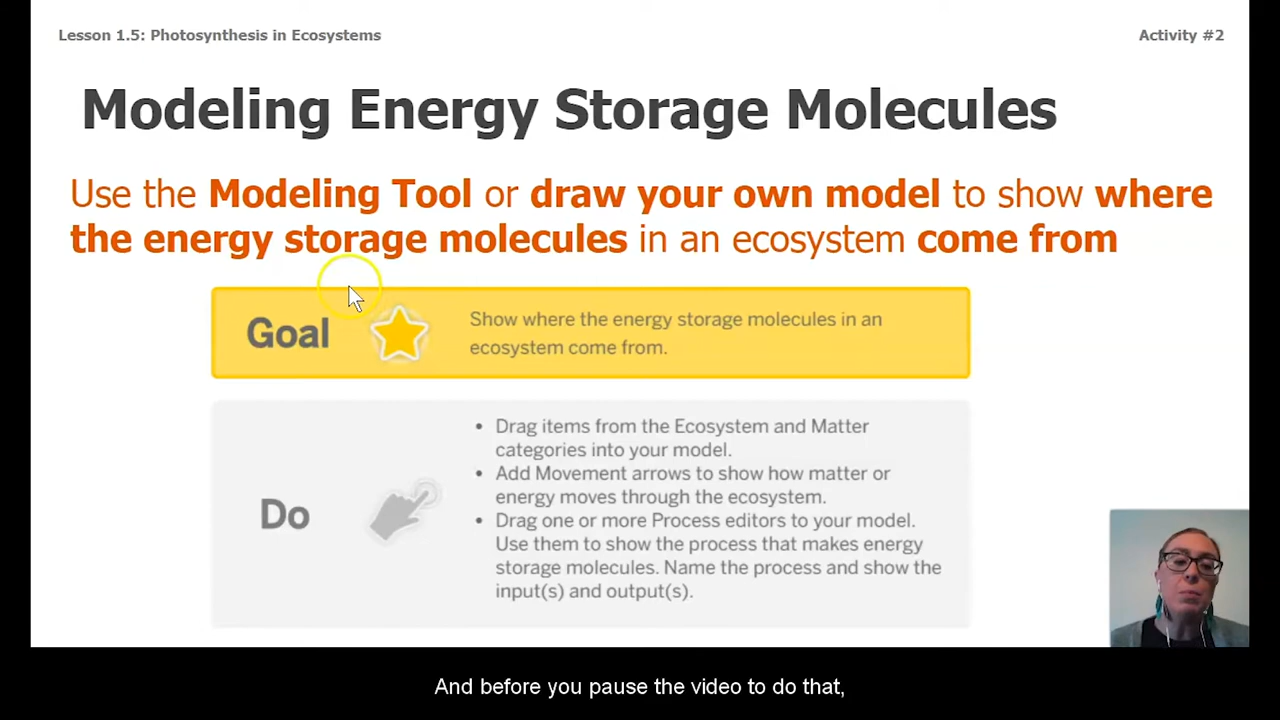 Lesson 1.5: Photosynthesis in Ecosystems
Activity #2
Modeling Energy Storage Molecules
Use the Modeling Tool or draw your own model to show where
the energy storage molecules in an ecosystem come from
Goal
Show where the energy storage molecules in an
ecosystem come from.
Do
• Drag items from the Ecosystem and Matter
categories into your model.
• Add Movement arrows to show how matter or
energy moves through the ecosystem.
• Drag one or more Process editors to your model.
Use them to show the process that makes energy
storage molecules. Name the process and show the
input(s) and output(s).
And before you pause the video to do that,